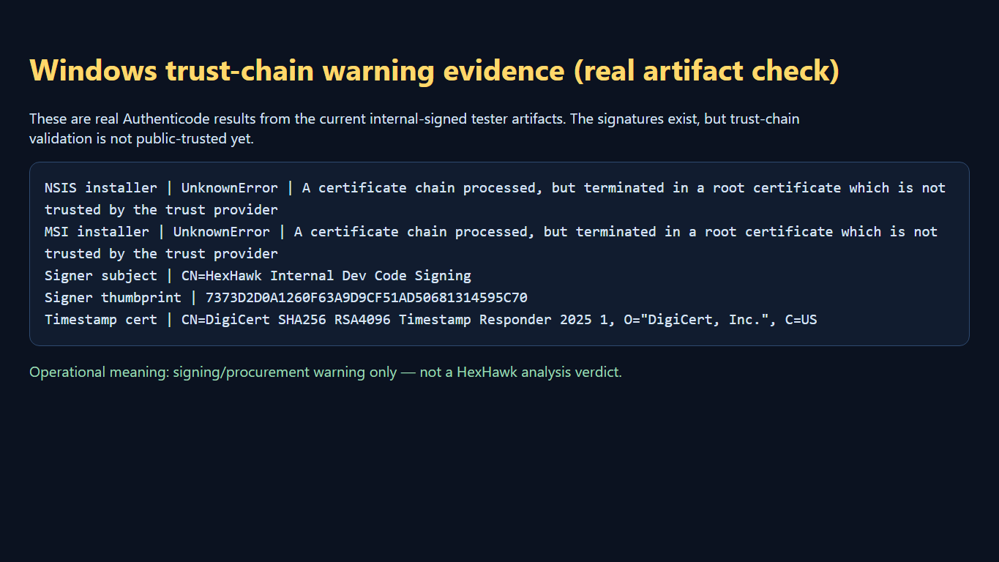 Windows trust-chain warning evidence (real artifact check)
These are real Authenticode results from the current internal-signed tester artifacts. The signatures exist, but trust-chain
validation is not public-trusted yet.
NSIS installer | UnknownError | A certificate chain processed, but terminated in a root certificate which is not
trusted by the trust provider
MSI installer | UnknownError | A certificate chain processed, but terminated in a root certificate which is not
trusted by the trust provider
Signer subject | CN=HexHawk Internal Dev Code Signing
Signer thumbprint | 7373D2D0A1260F63A9D9CF51AD50681314595C70
Timestamp cert | CN=DigiCert SHA256 RSA4096 Timestamp Responder 2025 1, O="DigiCert, Inc.", C=US
Operational meaning: signing/procurement warning only — not a HexHawk analysis verdict.